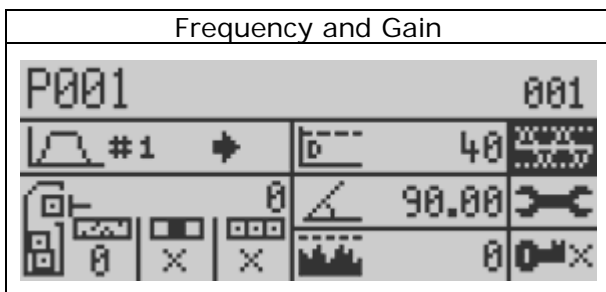 Frequency and Gain
P001 001
#1 D 40
0 90.00
0 × × 0 ×